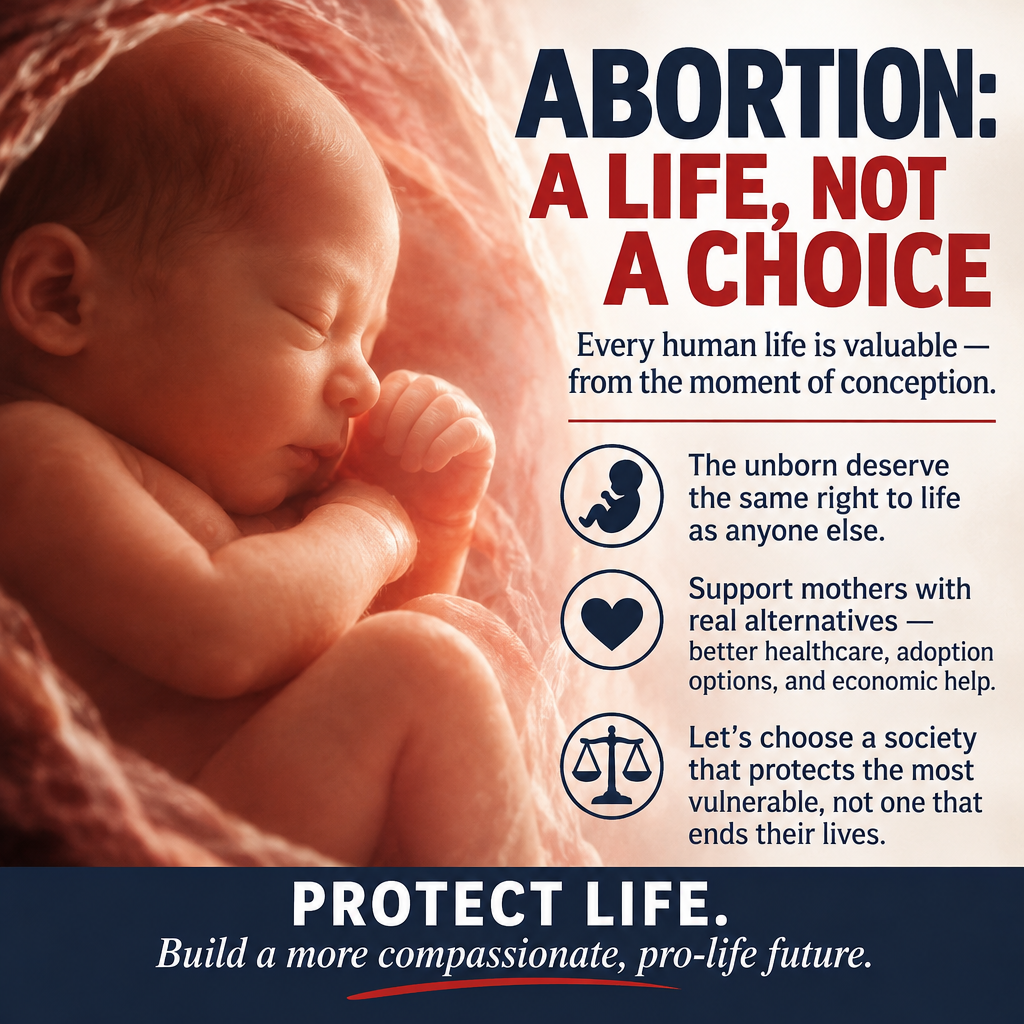 ABORTION:
A LIFE, NOT
A CHOICE
Every human life is valuable —
from the moment of conception.
The unborn deserve
the same right to life
as anyone else.
Support mothers with
real alternatives —
better healthcare, adoption
options, and economic help.
Let's choose a society
that protects the most
vulnerable, not one that
ends their lives.
PROTECT LIFE.
Build a more compassionate, pro-life future.